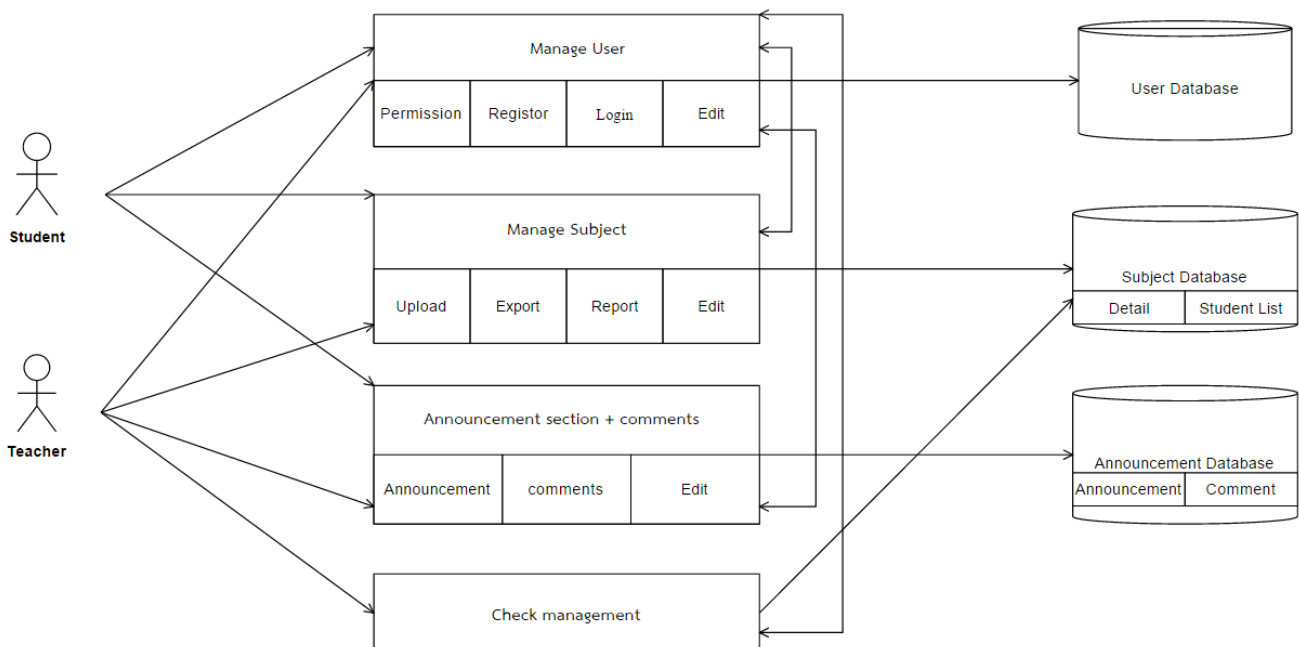 Manage User
User Database
Permission
Registor
Login
Edit
Student
Manage Subject
Subject Database
Upload
Export
Report
Edit
Detail
Student List
Teacher
Announcement section + comments
Announcement Database
Announcement
comments
Edit
Announcement
Comment
Check management